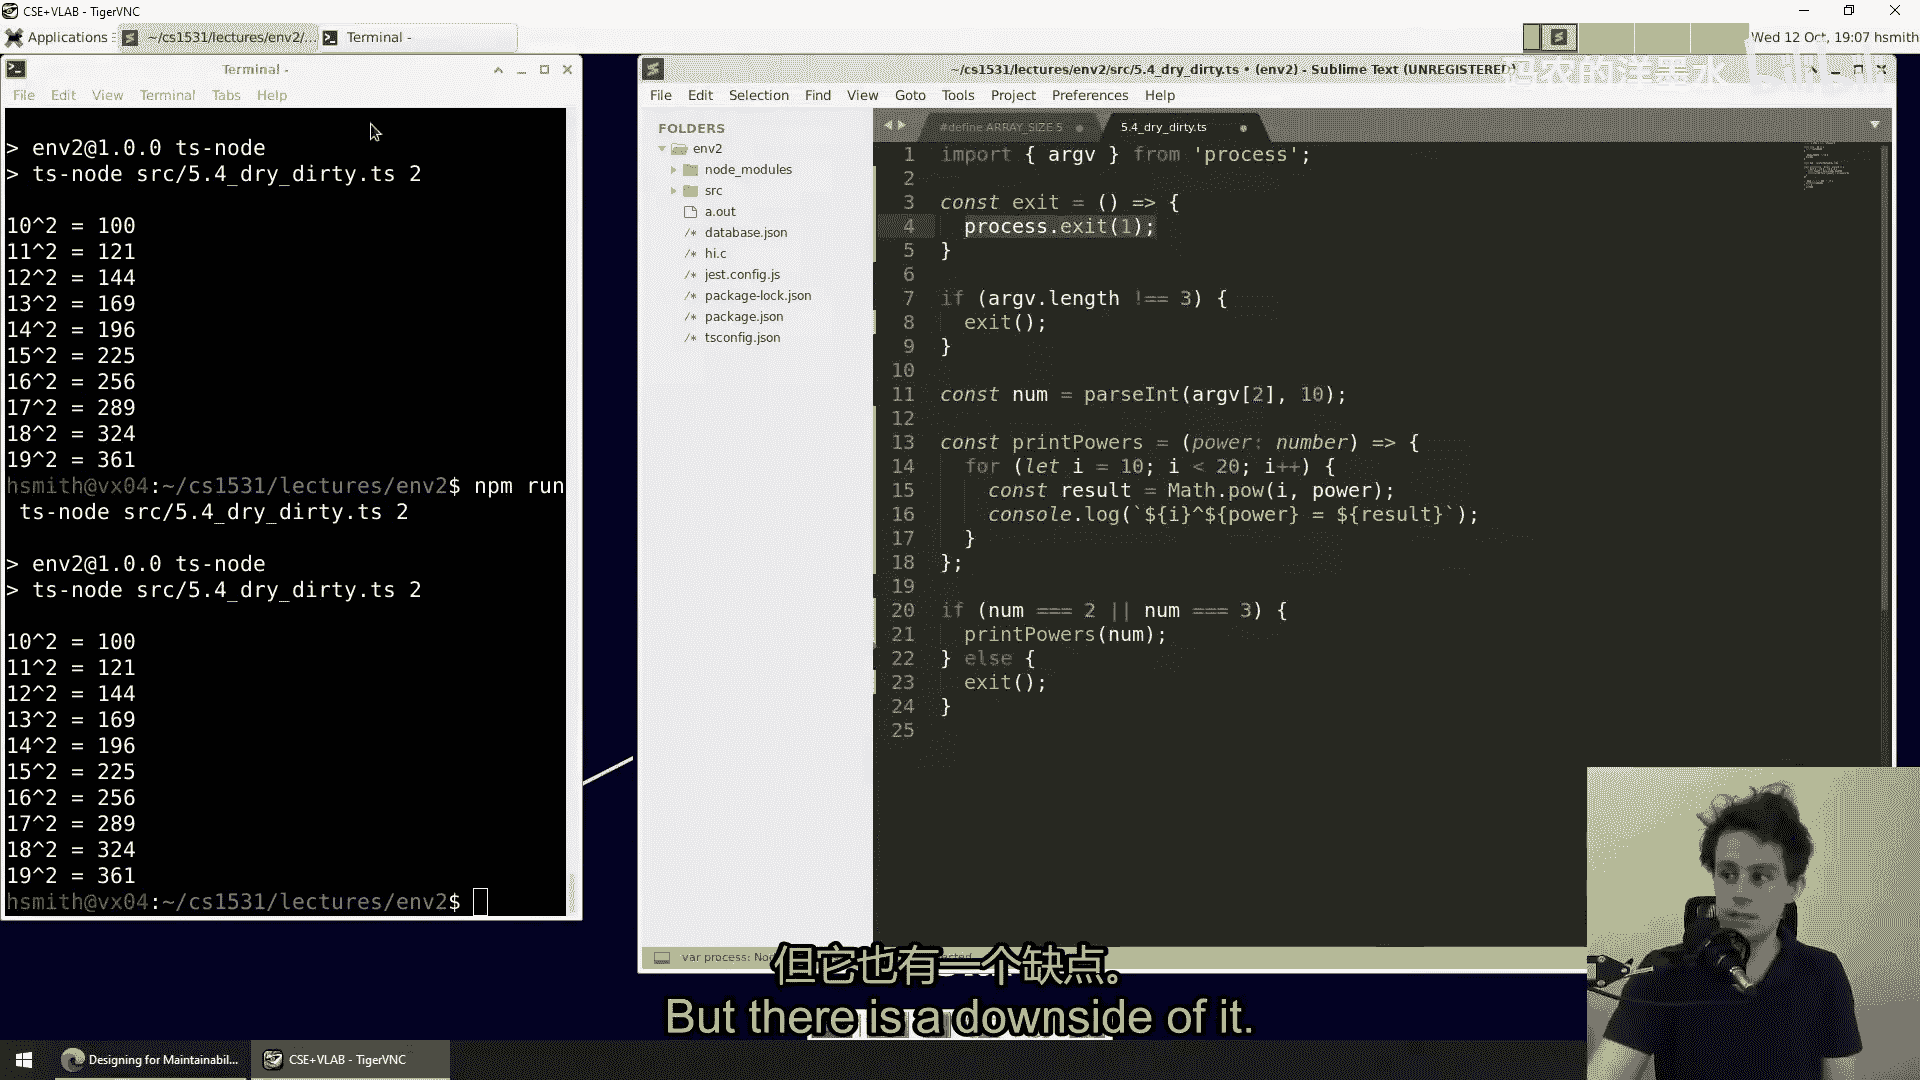 CSE+VLAB - TigerVNC
Applications
~/cs1531/lectures/env2/...
Terminal -
Wed 12 Oct, 19:07 hsmith
Terminal -
File Edit View Terminal Tabs Help
> env2@1.0.0 ts-node
> ts-node src/5.4_dry_dirty.ts 2
10^2 = 100
11^2 = 121
12^2 = 144
13^2 = 169
14^2 = 196
15^2 = 225
16^2 = 256
17^2 = 289
18^2 = 324
19^2 = 361
hsmith@vx04:~/cs1531/lectures/env2$ npm run
ts-node src/5.4_dry_dirty.ts 2
> env2@1.0.0 ts-node
> ts-node src/5.4_dry_dirty.ts 2
10^2 = 100
11^2 = 121
12^2 = 144
13^2 = 169
14^2 = 196
15^2 = 225
16^2 = 256
17^2 = 289
18^2 = 324
19^2 = 361
hsmith@vx04:~/cs1531/lectures/env2$
~/cs1531/lectures/env2/src/5.4_dry_dirty.ts • (env2) - Sublime Text (UNREGISTERED)
码农的洋墨水
bilibili
File Edit Selection Find View Goto Tools Project Preferences Help
FOLDERS
env2
node_modules
src
a.out
database.json
/* hi.c
/* jest.config.js
/* package-lock.json
/* package.json
/* tsconfig.json
#define ARRAY_SIZE 5
5.4_dry_dirty.ts
1 import { argv } from 'process';
2
3 const exit = () => {
4 process.exit(1);
5 }
6
7 if (argv.length !== 3) {
8 exit();
9 }
10
11 const num = parseInt(argv[2], 10);
12
13 const printPowers = (power: number) => {
14 for (let i = 10; i < 20; i++) {
15 const result = Math.pow(i, power);
16 console.log(`${i}^${power} = ${result}`);
17 }
18 };
19
20 if (num === 2 || num === 3) {
21 printPowers(num);
22 } else {
23 exit();
24 }
25
var process:
但它也有一个缺点。
But there is a downside of it.
Designing for Maintainabil...
CSE+VLAB - TigerVNC